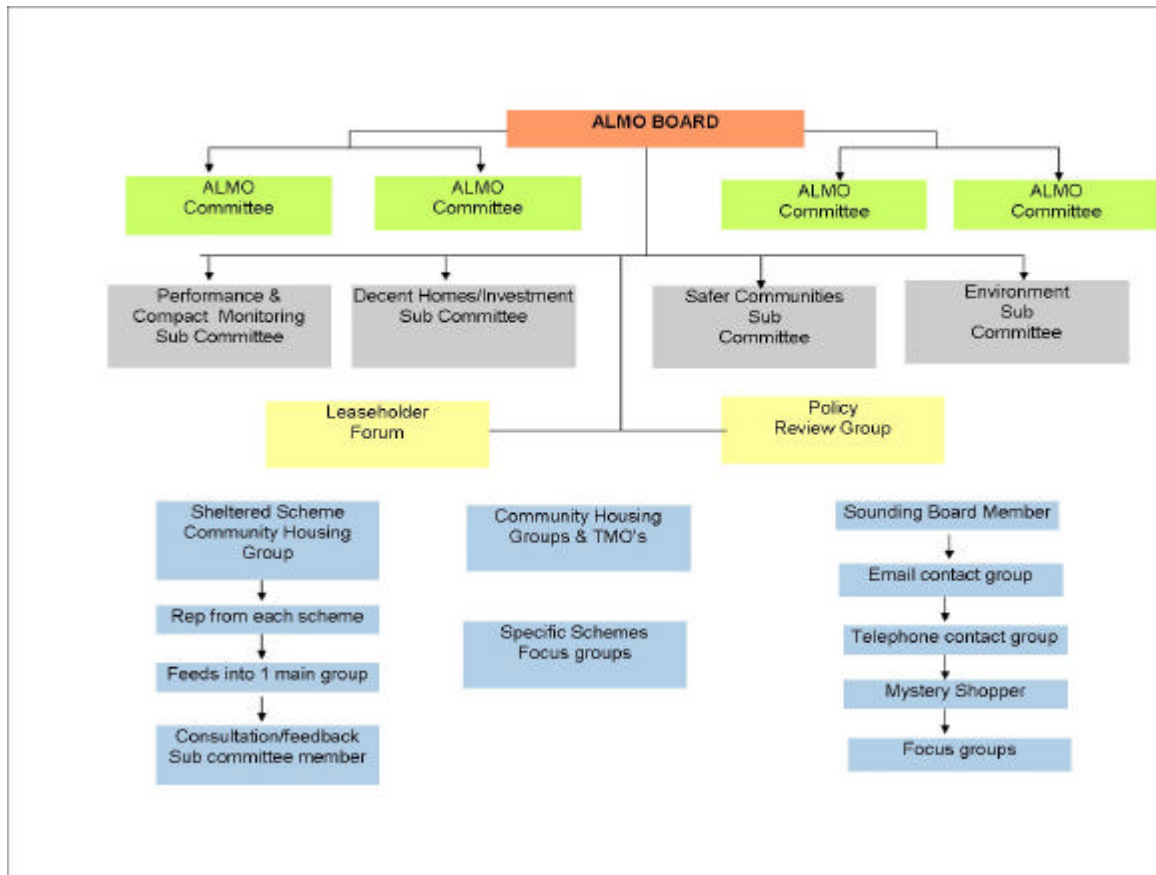 ALMO BOARD
ALMO
Committee
ALMO
Committee
ALMO
Committee
ALMO
Committee
Performance &
Compact Monitoring
Sub Committee
Decent Homes/Investment
Sub Committee
Safer Communities
Sub
Committee
Environment
Sub
Committee
Leaseholder
Forum
Policy
Review Group
Sheltered Scheme
Community Housing
Group
Rep from each scheme
Feeds into 1 main group
Consultation/feedback
Sub committee member
Community Housing
Groups & TMO's
Specific Schemes
Focus groups
Sounding Board Member
Email contact group
Telephone contact group
Mystery Shopper
Focus groups